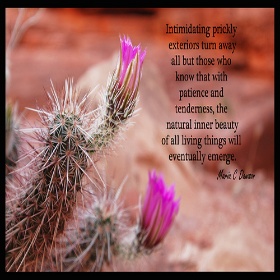 Intimidating prickly
exteriors turn away
all but those who
know that with
patience and
tenderness, the
natural inner beauty
of all living things will
eventually emerge.